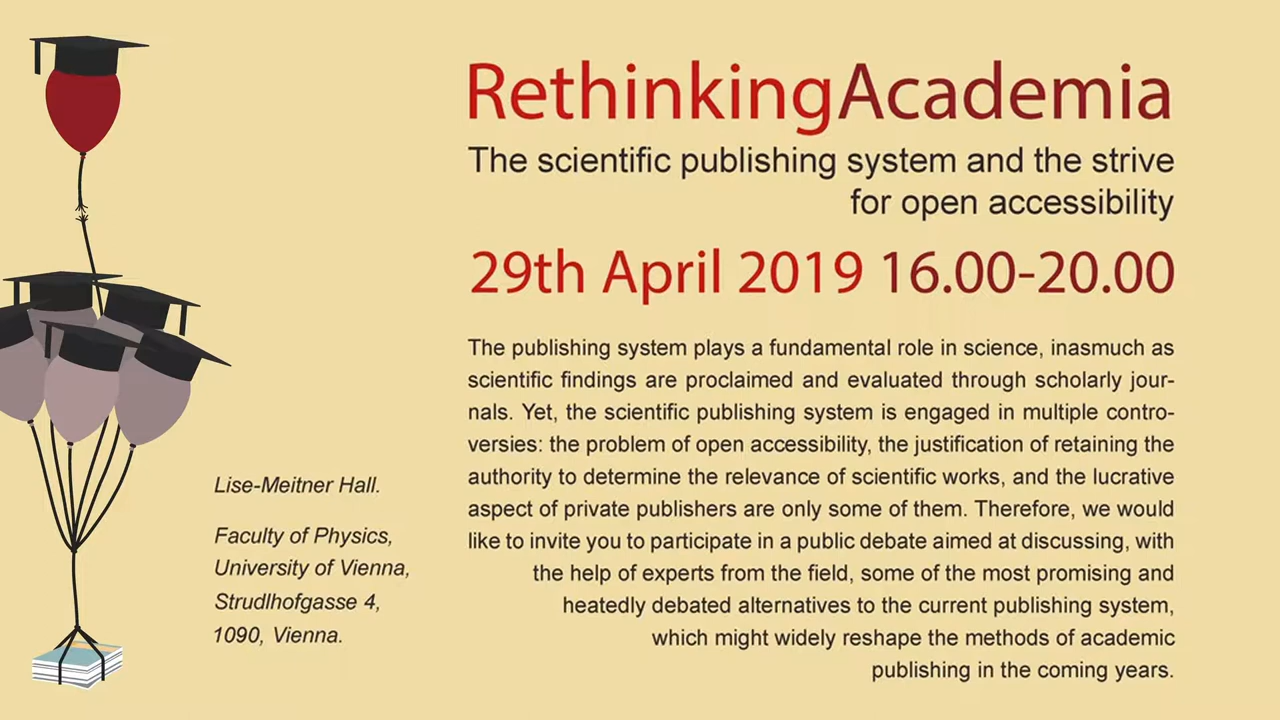 RethinkingAcademia
The scientific publishing system and the strive
for open accessibility
29th April 2019 16.00-20.00
The publishing system plays a fundamental role in science, inasmuch as
scientific findings are proclaimed and evaluated through scholarly jour-
nals. Yet, the scientific publishing system is engaged in multiple contro-
versies: the problem of open accessibility, the justification of retaining the
authority to determine the relevance of scientific works, and the lucrative
aspect of private publishers are only some of them. Therefore, we would
like to invite you to participate in a public debate aimed at discussing, with
the help of experts from the field, some of the most promising and
heatedly debated alternatives to the current publishing system,
which might widely reshape the methods of academic
publishing in the coming years.
Lise-Meitner Hall.
Faculty of Physics,
University of Vienna,
Strudlhofgasse 4,
1090, Vienna.